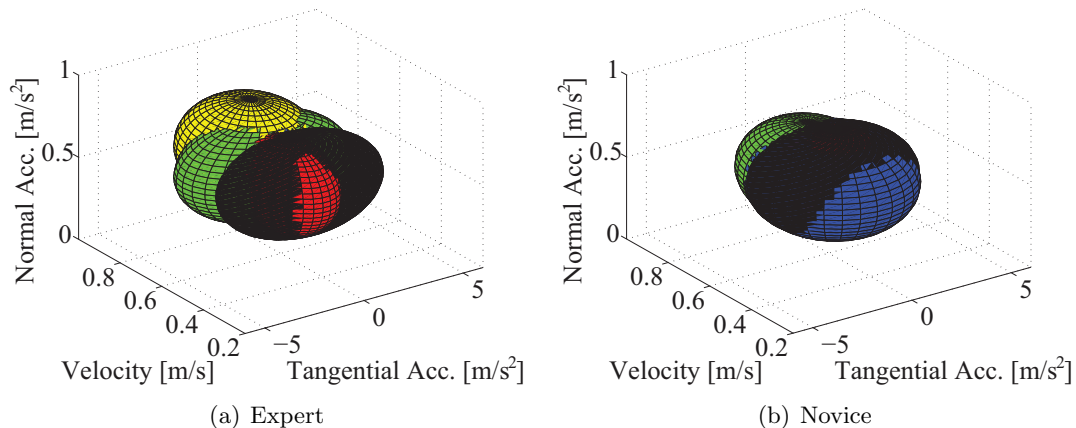 1
0.5
0
Normal Acc. [m/s²]
0.8
0.6
0.4
0.2
Velocity [m/s]
−5
0
5
Tangential Acc. [m/s²]
(a) Expert
1
0.5
0
Normal Acc. [m/s²]
0.8
0.6
0.4
0.2
Velocity [m/s]
−5
0
5
Tangential Acc. [m/s²]
(b) Novice